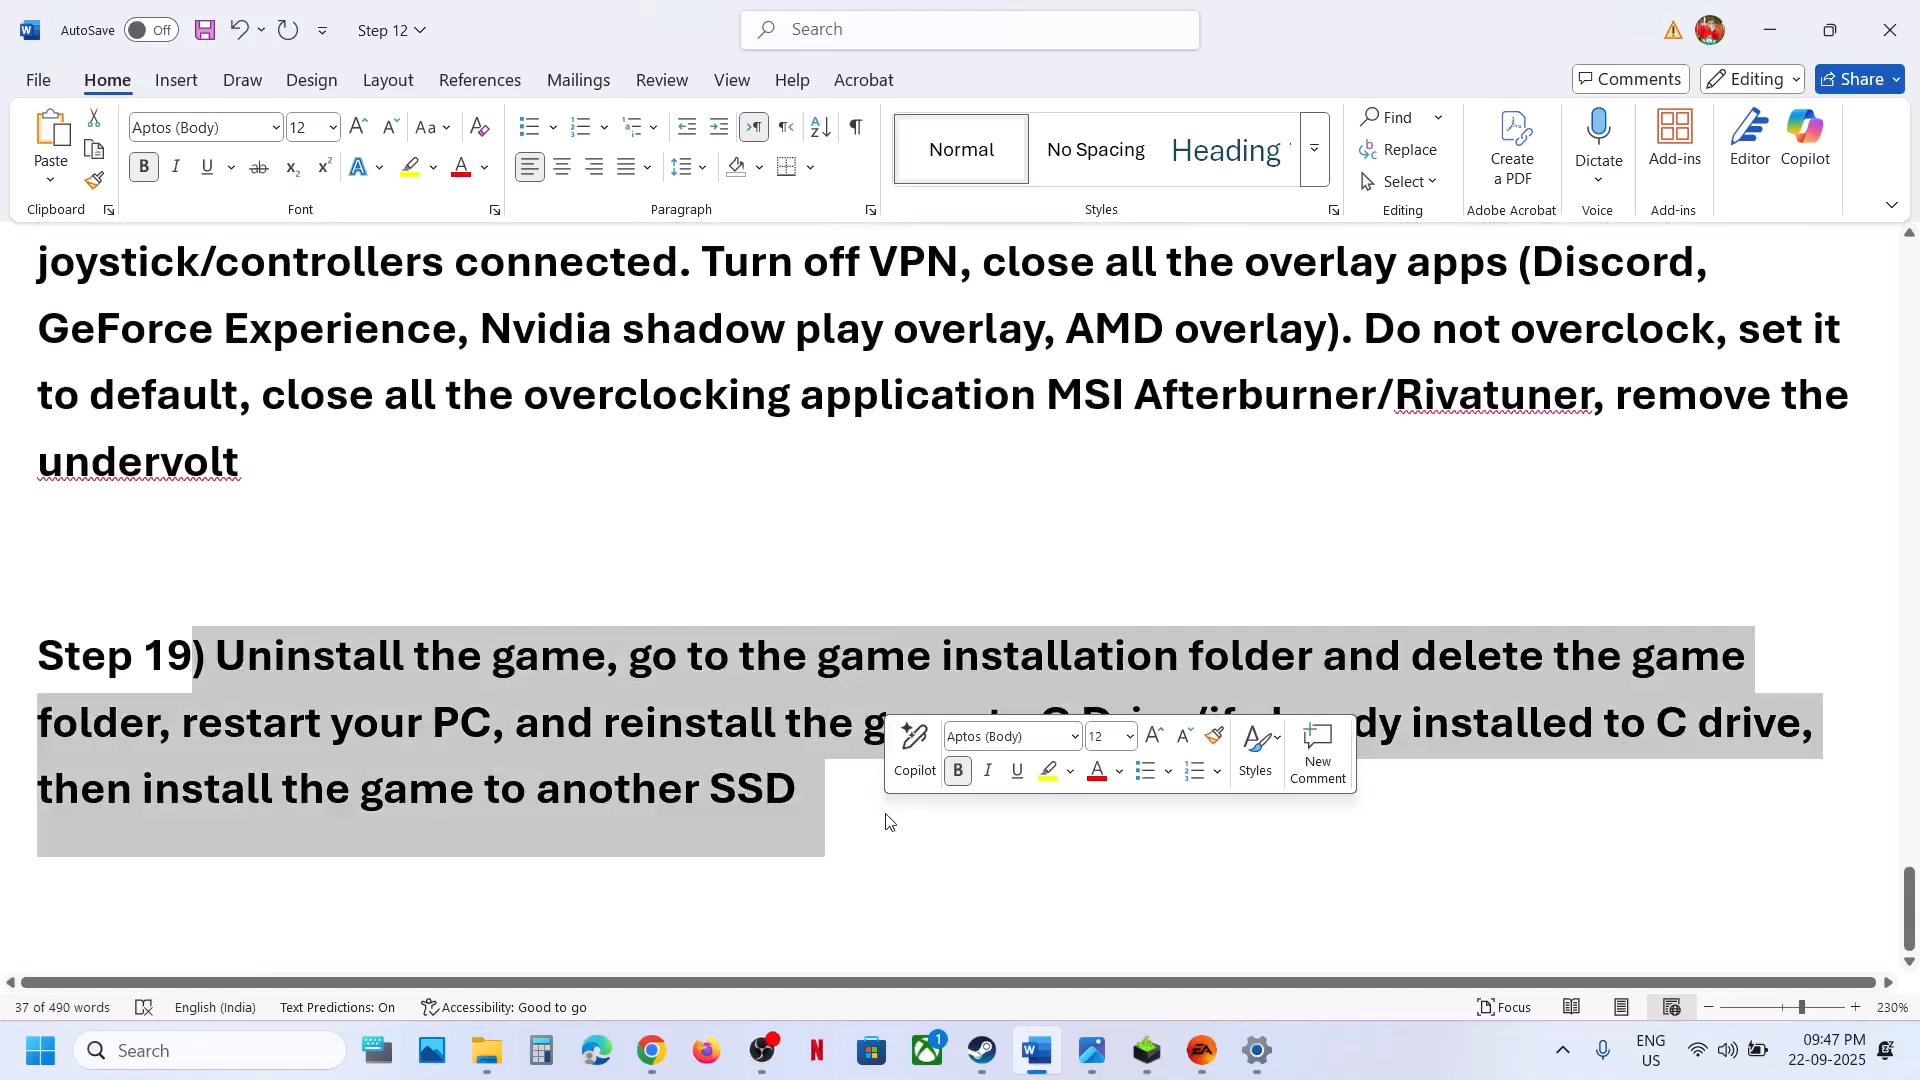 AutoSave Off Step 12 Search
File Home Insert Draw Design Layout References Mailings Review View Help Acrobat Comments Editing Share
Paste Aptos (Body) 12 Aa Normal No Spacing Heading Find Replace Select Create a PDF Dictate Add-ins Editor Copilot
Clipboard Font Paragraph Styles Editing Adobe Acrobat Voice Add-ins
joystick/controllers connected. Turn off VPN, close all the overlay apps (Discord,
GeForce Experience, Nvidia shadow play overlay, AMD overlay). Do not overclock, set it
to default, close all the overclocking application MSI Afterburner/Rivatuner, remove the
undervolt
Step 19) Uninstall the game, go to the game installation folder and delete the game
folder, restart your PC, and reinstall the installed to C drive,
then install the game to another SSD
Aptos (Body) 12
Copilot Styles New Comment
37 of 490 words English (India) Text Predictions: On Accessibility: Good to go Focus 230%
Search 1 ENG US 09:47 PM 22-09-2025